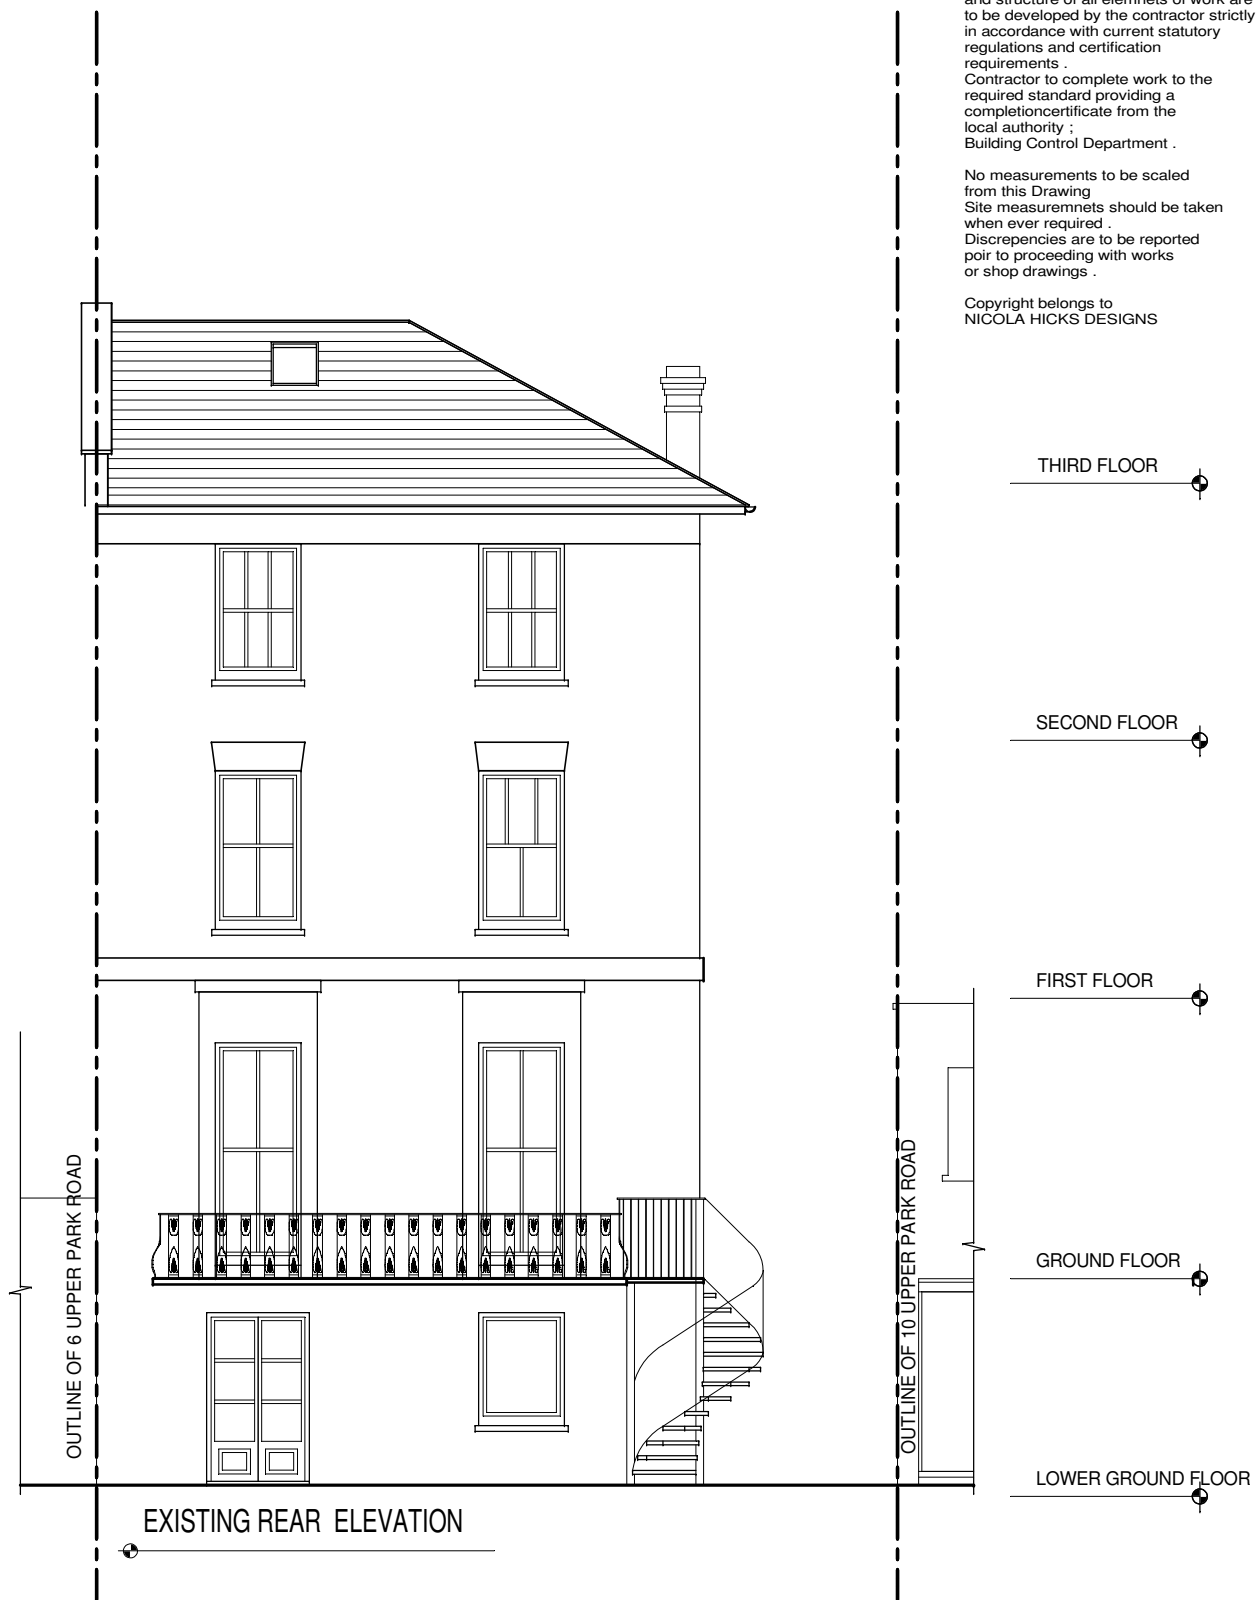 and structure of all elemnets of work are
to be developed by the contractor strictly
in accordance with current statutory
regulations and certification
requirements .
Contractor to complete work to the
required standard providing a
completioncertificate from the
local authority ;
Building Control Department .
No measurements to be scaled
from this Drawing
Site measuremnets should be taken
when ever required .
Discrepencies are to be reported
poir to proceeding with works
or shop drawings .
Copyright belongs to
NICOLA HICKS DESIGNS
THIRD FLOOR
SECOND FLOOR
FIRST FLOOR
GROUND FLOOR
LOWER GROUND FLOOR
OUTLINE OF 6 UPPER PARK ROAD
OUTLINE OF 10 UPPER PARK ROAD
EXISTING REAR ELEVATION